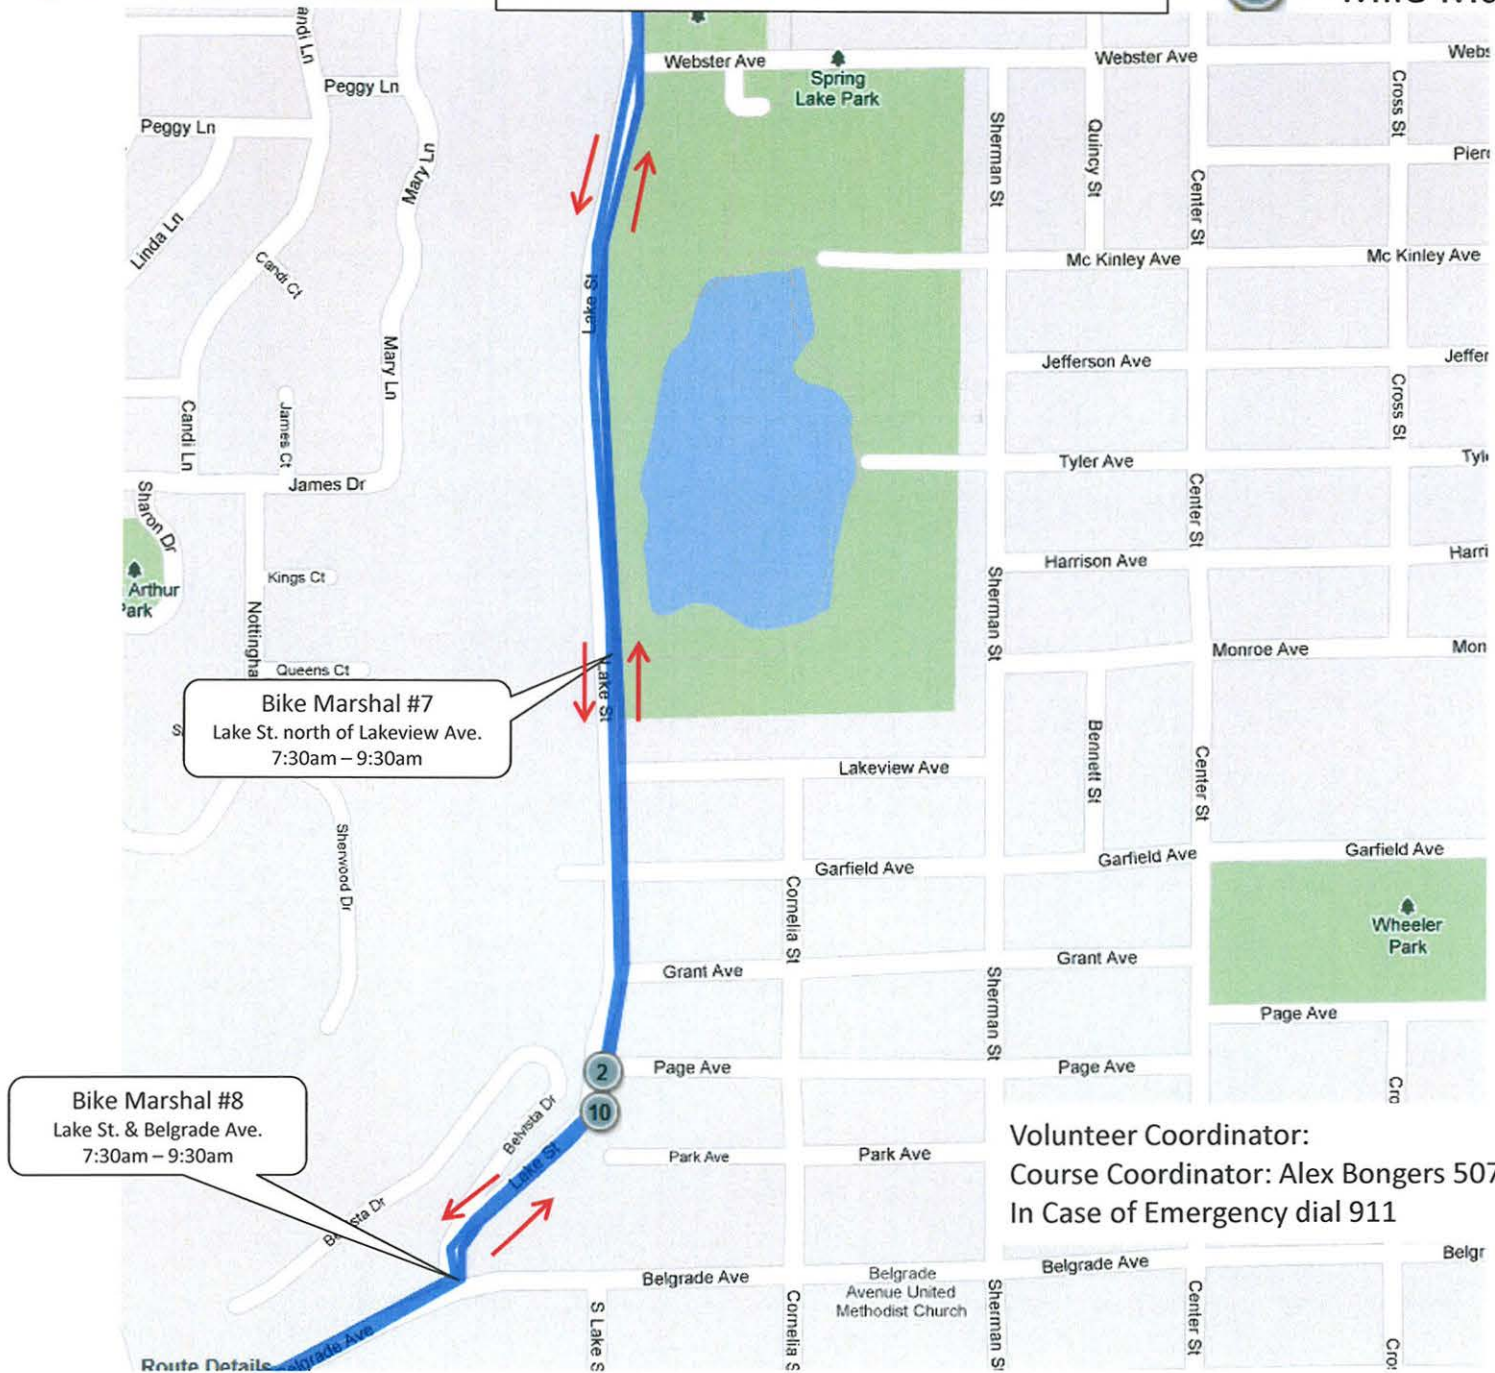 Webster Ave
Spring
Lake Park
Webster Ave
Peggy Ln
Peggy Ln
Mary Ln
Linda Ln
Candi Ct
Sherman St
Quincy St
Center St
Cross St
Mc Kinley Ave
Mc Kinley Ave
Lake St
Mary Ln
Jefferson Ave
Candi Ln
James Ct
Cross St
James Dr
Tyler Ave
Sharon Dr
Center St
Kings Ct
Arthur
Park
Harrison Ave
Sherman St
Nottingha
Queens Ct
Lake St
Monroe Ave
Mon
Bike Marshal #7
Lake St. north of Lakeview Ave.
7:30am – 9:30am
Lakeview Ave
Bennett St
Center St
Sherwood Dr
Garfield Ave
Garfield Ave
Garfield Ave
Cornelia St
Wheeler
Park
Grant Ave
Grant Ave
Sherman St
Page Ave
2
Page Ave
Page Ave
10
Bike Marshal #8
Lake St. & Belgrade Ave.
7:30am – 9:30am
Belvista Dr
Lake St
Park Ave
Park Ave
Volunteer Coordinator:
Course Coordinator: Alex Bongers 507
In Case of Emergency dial 911
Belgrade Ave
Belgrade
Avenue United
Methodist Church
Belgrade Ave
Belgr
S Lake S
Cornelia S
Sherman S
Center St
Route Details